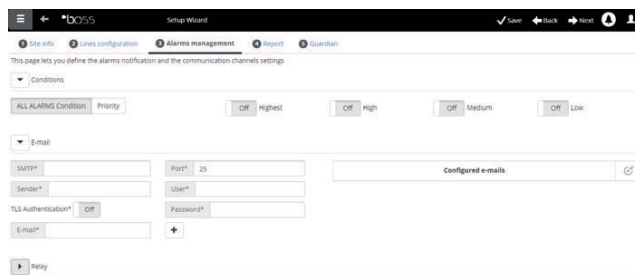 boss Setup Wizard Save Back Next
1 Site info 2 Lines configuration 3 Alarms management 4 Report 5 Guardian
This page lets you define the alarms notification and the communication channels settings
Conditions
ALL ALARMS Condition Priority Off Highest Off High Off Medium Off Low
E-mail
SMTP* Port* 25 Configured e-mails
Sender* User*
TLS Authentication* Off Password*
E-mail* +
Relay